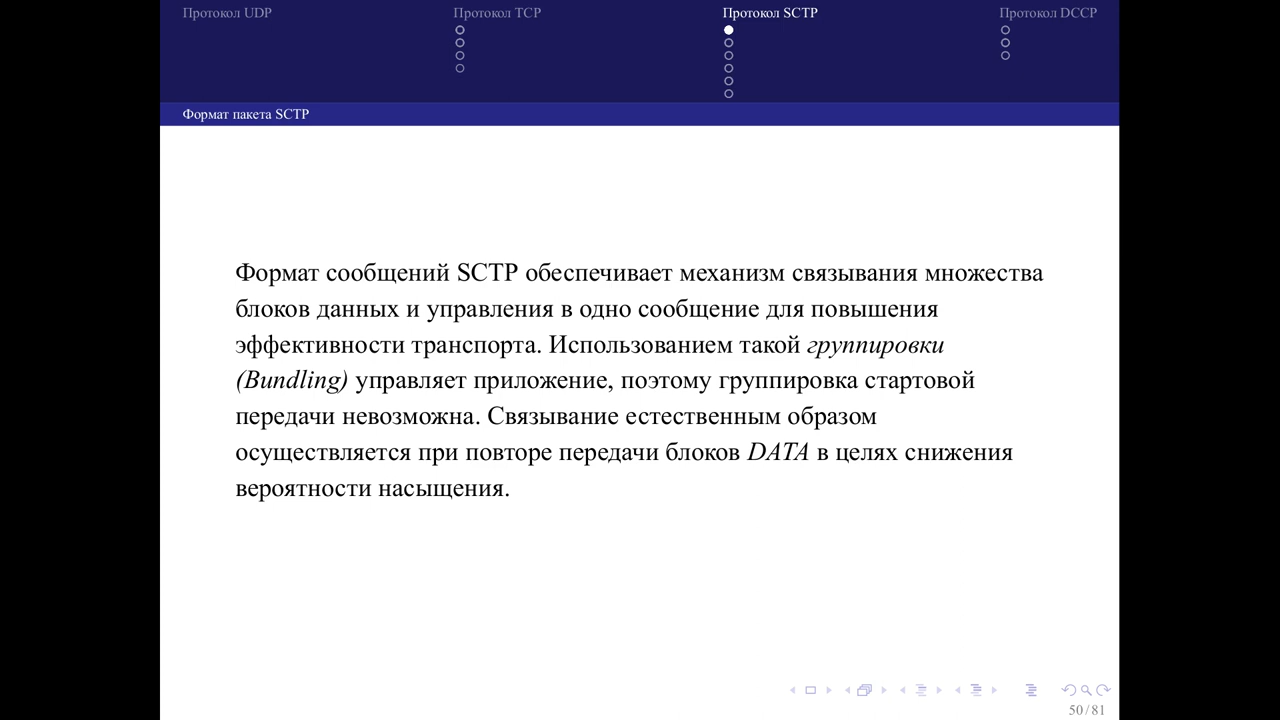 Протокол UDP
Протокол TCP
Протокол SCTP
Протокол DCCP
Формат пакета SCTP
Формат сообщений SCTP обеспечивает механизм связывания множества
блоков данных и управления в одно сообщение для повышения
эффективности транспорта. Использованием такой группировки
(Bundling) управляет приложение, поэтому группировка стартовой
передачи невозможна. Связывание естественным образом
осуществляется при повторе передачи блоков DATA в целях снижения
вероятности насыщения.
50 / 81